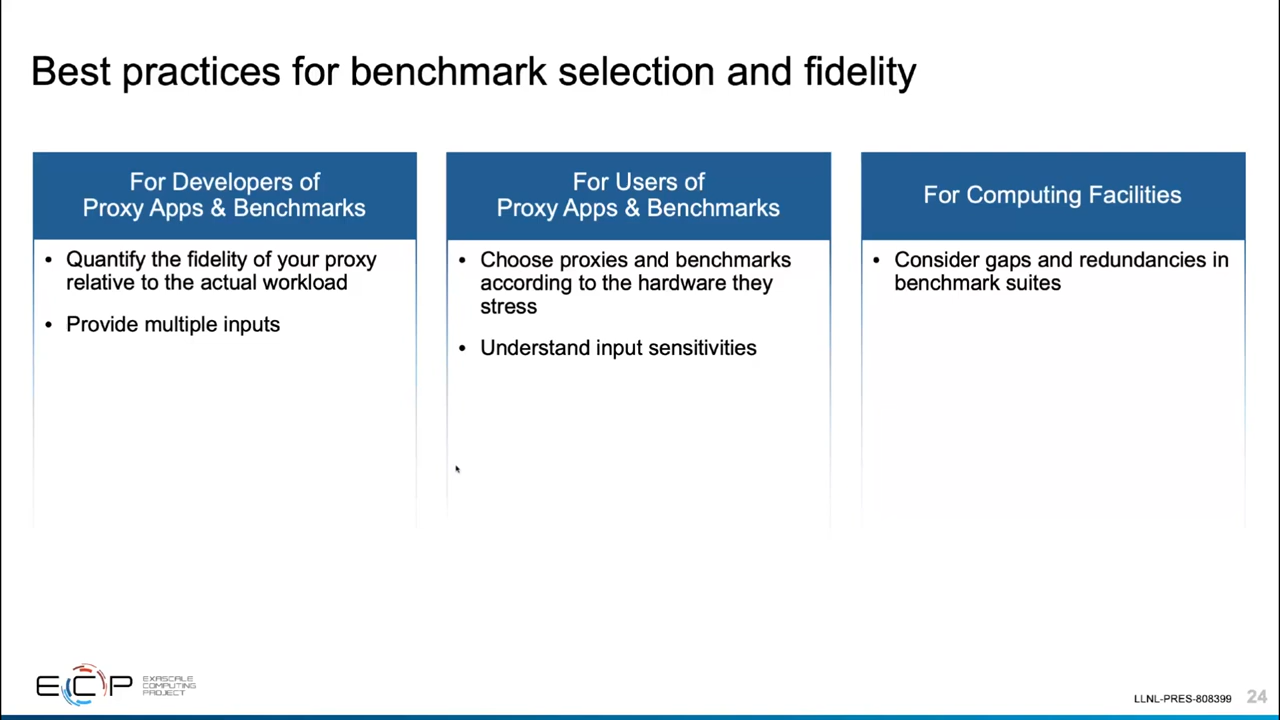 Best practices for benchmark selection and fidelity
For Developers of
Proxy Apps & Benchmarks
• Quantify the fidelity of your proxy
relative to the actual workload
• Provide multiple inputs
For Users of
Proxy Apps & Benchmarks
• Choose proxies and benchmarks
according to the hardware they
stress
• Understand input sensitivities
For Computing Facilities
• Consider gaps and redundancies in
benchmark suites
ECP
EXASCALE
COMPUTING
PROJECT
LLNL-PRES-808399
24